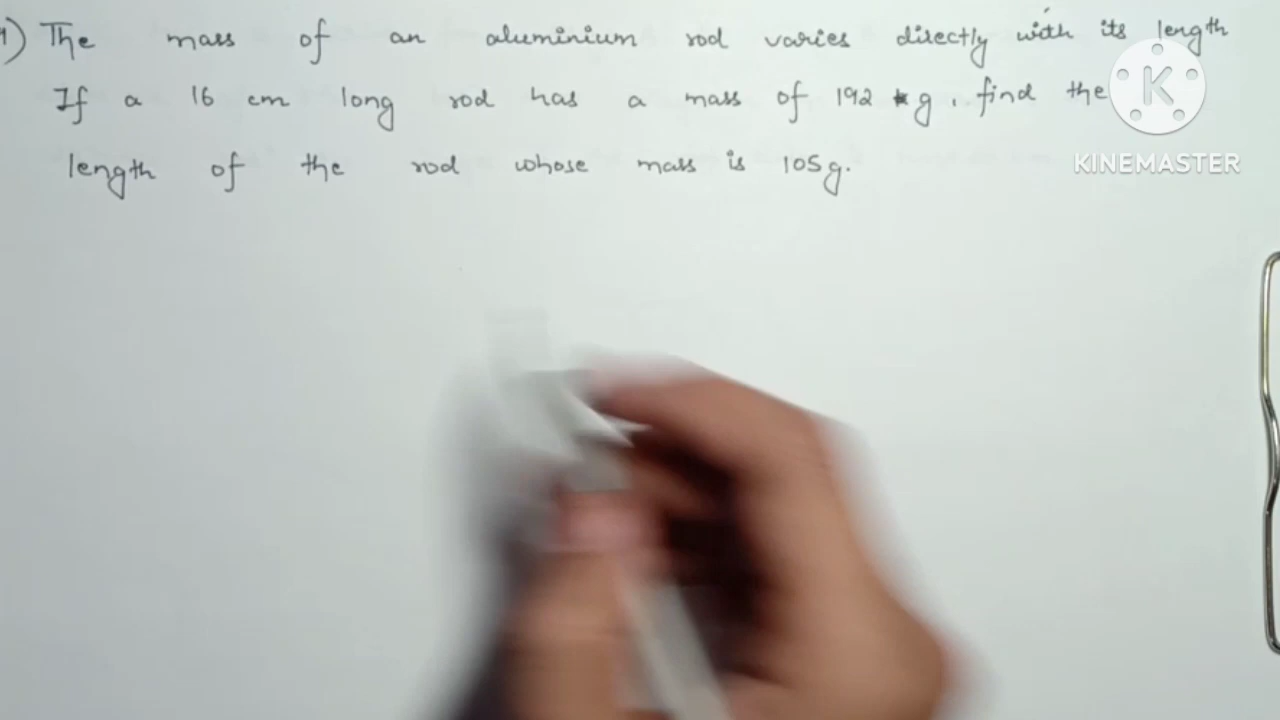 1) The mass of an aluminium rod varies directly with its length
If a 16 cm long rod has a mass of 192 g, find the
length of the rod whose mass is 105g.
K
KINEMASTER